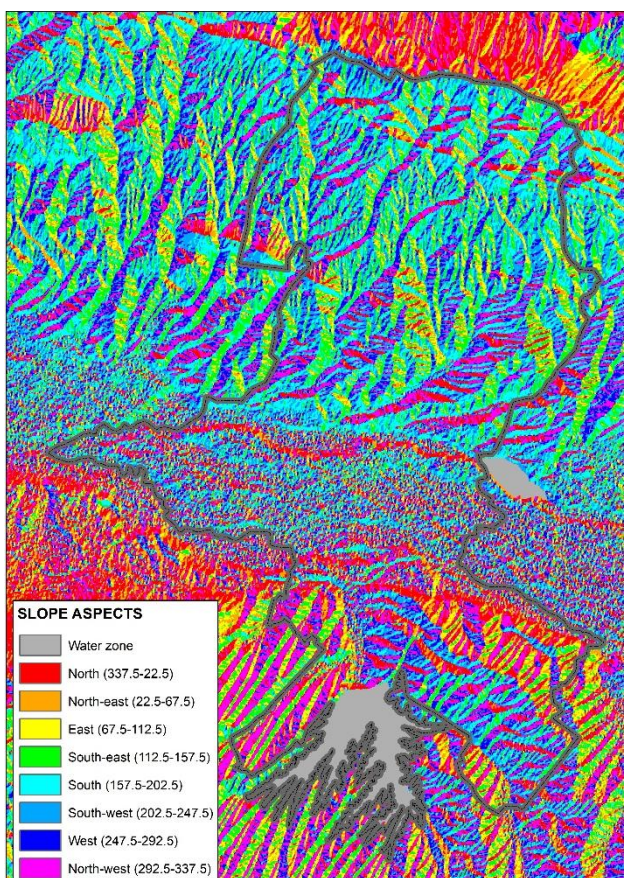 SLOPE ASPECTS
Water zone
North (337.5-22.5)
North-east (22.5-67.5)
East (67.5-112.5)
South-east (112.5-157.5)
South (157.5-202.5)
South-west (202.5-247.5)
West (247.5-292.5)
North-west (292.5-337.5)